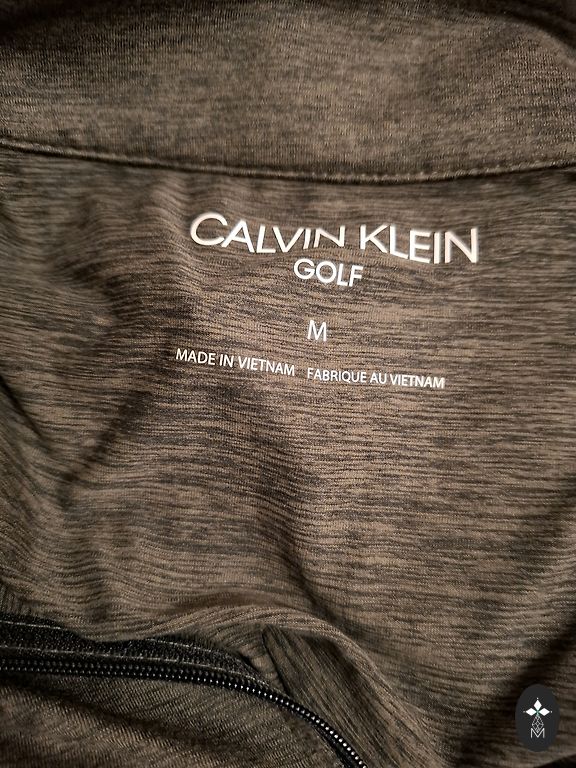 CALVIN KLEIN
GOLF
M
MADE IN VIETNAM FABRIQUE AU VIETNAM